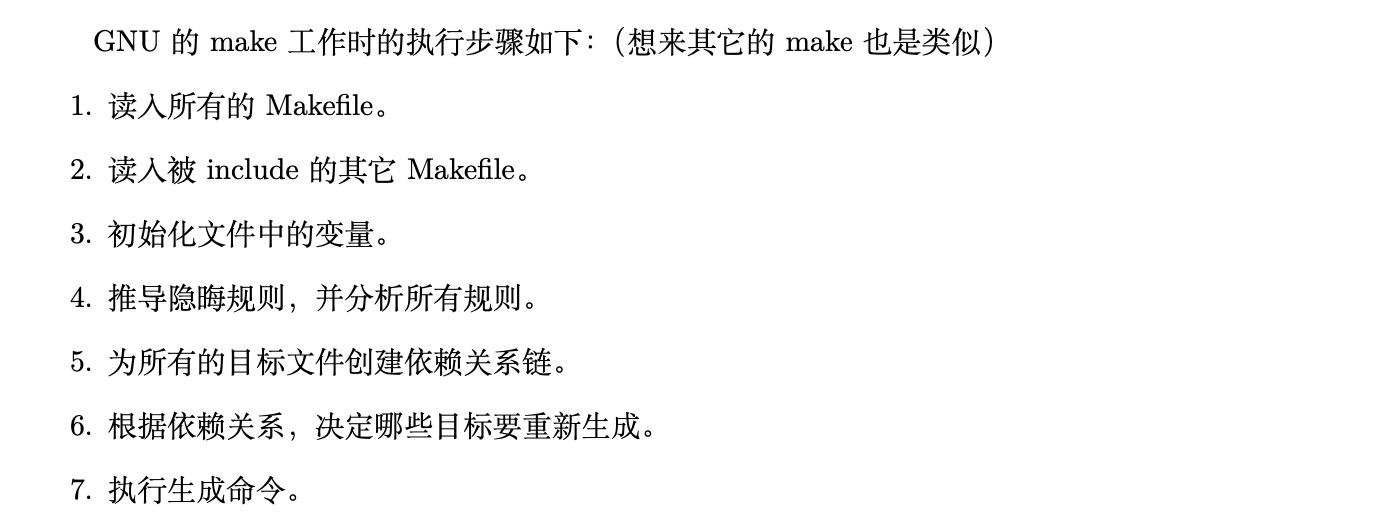 GNU 的 make 工作时的执行步骤如下：（想来其它的 make 也是类似）
1. 读入所有的 Makefile。
2. 读入被 include 的其它 Makefile。
3. 初始化文件中的变量。
4. 推导隐晦规则，并分析所有规则。
5. 为所有的目标文件创建依赖关系链。
6. 根据依赖关系，决定哪些目标要重新生成。
7. 执行生成命令。